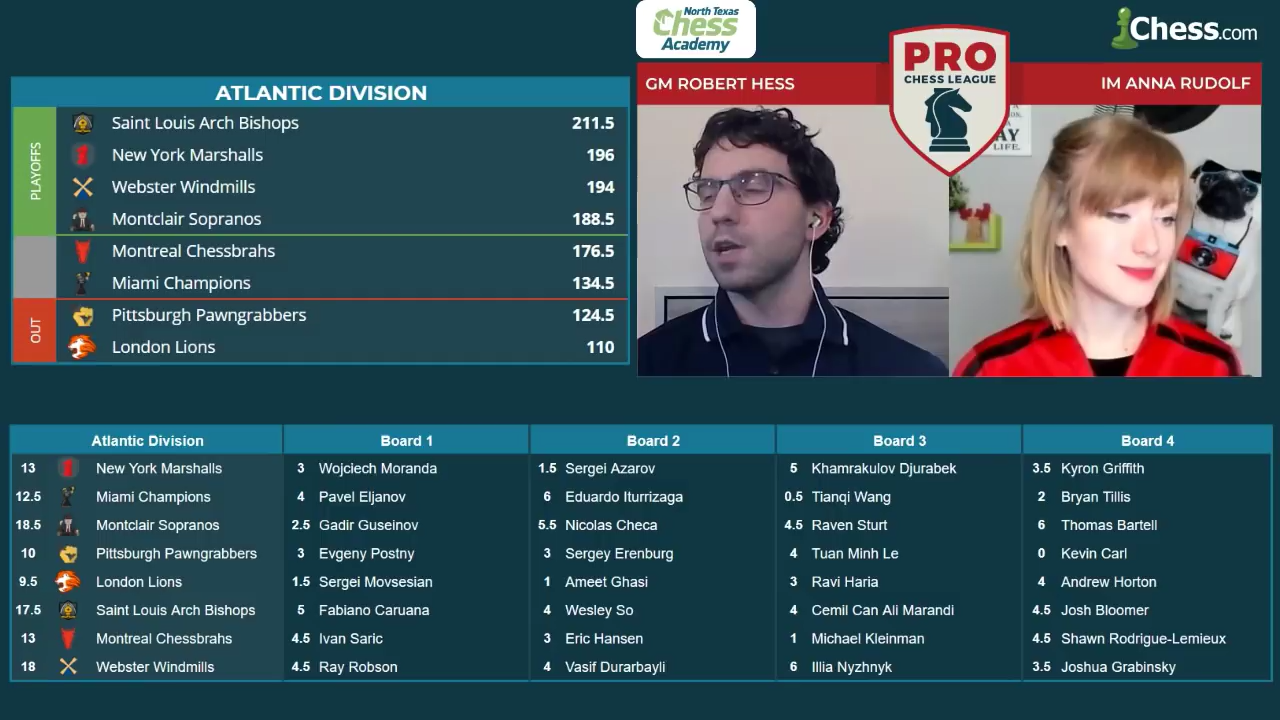 North Texas
Chess
Academy
Chess.com
GM ROBERT HESS
PRO
CHESS LEAGUE
IM ANNA RUDOLF
ATLANTIC DIVISION
PLAYOFFS
Saint Louis Arch Bishops 211.5
New York Marshalls 196
Webster Windmills 194
Montclair Sopranos 188.5
Montreal Chessbrahs 176.5
Miami Champions 134.5
OUT
Pittsburgh Pawngrabbers 124.5
London Lions 110
LIFE.
Atlantic Division Board 1 Board 2 Board 3 Board 4
13 New York Marshalls 3 Wojciech Moranda 1.5 Sergei Azarov 5 Khamrakulov Djurabek 3.5 Kyron Griffith
12.5 Miami Champions 4 Pavel Eljanov 6 Eduardo Iturrizaga 0.5 Tianqi Wang 2 Bryan Tillis
18.5 Montclair Sopranos 2.5 Gadir Guseinov 5.5 Nicolas Checa 4.5 Raven Sturt 6 Thomas Bartell
10 Pittsburgh Pawngrabbers 3 Evgeny Postny 3 Sergey Erenburg 4 Tuan Minh Le 0 Kevin Carl
9.5 London Lions 1.5 Sergei Movsesian 1 Ameet Ghasi 3 Ravi Haria 4 Andrew Horton
17.5 Saint Louis Arch Bishops 5 Fabiano Caruana 4 Wesley So 4 Cemil Can Ali Marandi 4.5 Josh Bloomer
13 Montreal Chessbrahs 4.5 Ivan Saric 3 Eric Hansen 1 Michael Kleinman 4.5 Shawn Rodrigue-Lemieux
18 Webster Windmills 4.5 Ray Robson 4 Vasif Durarbayli 6 Illia Nyzhnyk 3.5 Joshua Grabinsky